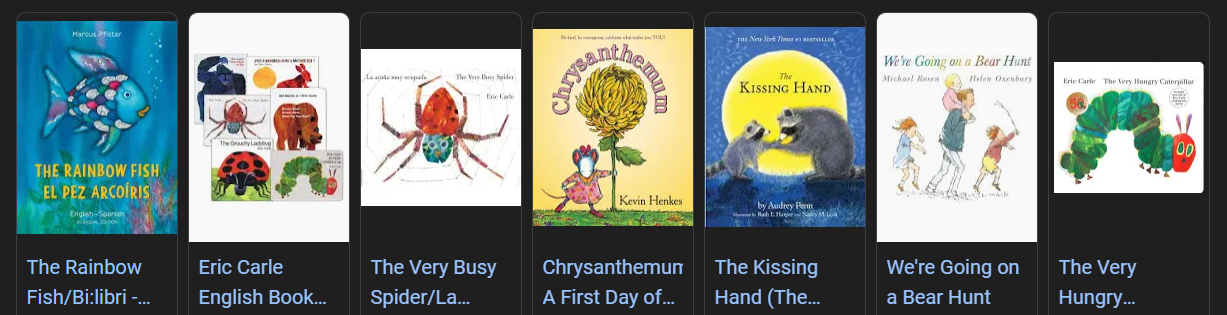 Marcus Pfister
THE RAINBOW FISH
EL PEZ ARCOÍRIS
English–Spanish
BILINGUAL EDITION
The Rainbow
Fish/Bi:libri -...
The Grouchy Ladybug
Eric Carle
English Book...
La araña muy ocupada
The Very Busy Spider
Eric Carle
The Very Busy
Spider/La...
Be kind, be courageous, celebrate what makes you YOU!
Chrysanthemum
Kevin Henkes
Chrysanthemum
A First Day of...
THE New York Times #1 BESTSELLER
The
KISSING HAND
by Audrey Penn
Illustrated by Ruth E. Harper and Nancy M. Leak
The Kissing
Hand (The...
We're Going on a Bear Hunt
Michael Rosen
Helen Oxenbury
We're Going on
a Bear Hunt
Eric Carle
The Very Hungry Caterpillar
The Very
Hungry...